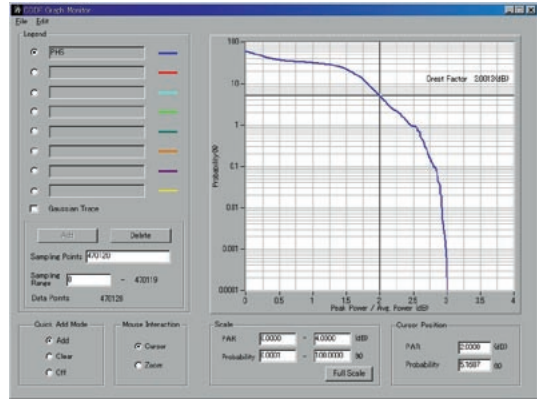 CCDF Graph Monitor
File Edit
Legend
PHS
Gaussian Trace
Add Delete
Sampling Points 470120
Sampling Range 0 - 470119
Data Points 470120
Quick Add Mode
Add
Clear
Off
Mouse Interaction
Cursor
Zoom
Crest Factor 3.0013(dB)
Probability(%)
100
10
1
0.1
0.01
0.001
0.0001
0 0.5 1 1.5 2 2.5 3 3.5 4
Peak Power / Avg. Power (dB)
Scale
PAR 0.0000 - 4.0000 (dB)
Probability 0.0001 - 100.0000 (%)
Full Scale
Cursor Position
PAR 2.0000 (dB)
Probability 5.1687 (%)